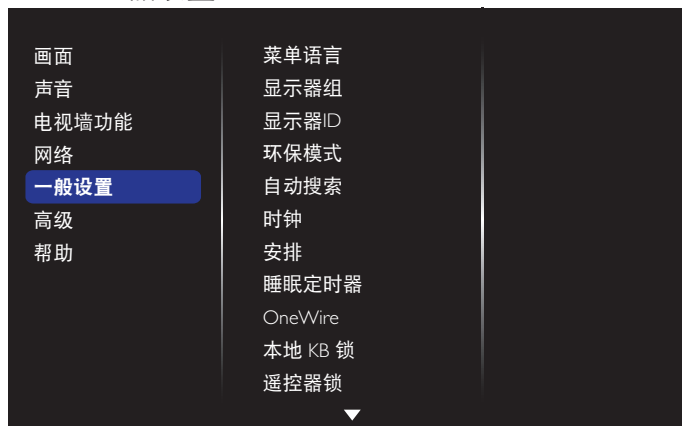 画面
声音
电视墙功能
网络
一般设置
高级
帮助
菜单语言
显示器组
显示器ID
环保模式
自动搜索
时钟
安排
睡眠定时器
OneWire
本地 KB 锁
遥控器锁